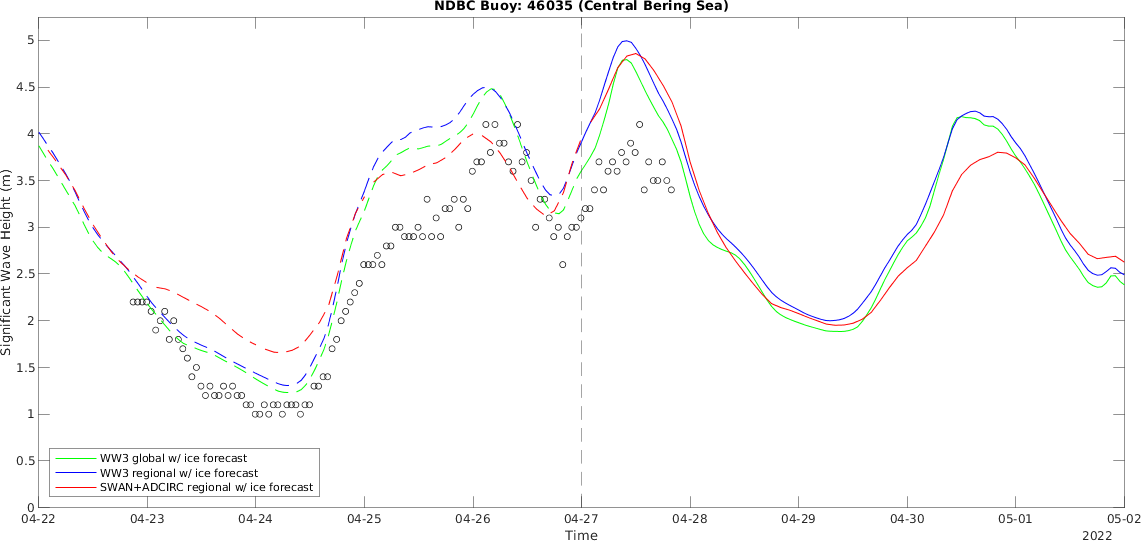 NDBC Buoy: 46035 (Central Bering Sea)
Significant Wave Height (m)
5
4.5
4
3.5
3
2.5
2
1.5
1
0.5
0
WW3 global w/ ice forecast
WW3 regional w/ ice forecast
SWAN+ADCIRC regional w/ ice forecast
04-22 04-23 04-24 04-25 04-26 04-27 04-28 04-29 04-30 05-01 05-02
Time
2022